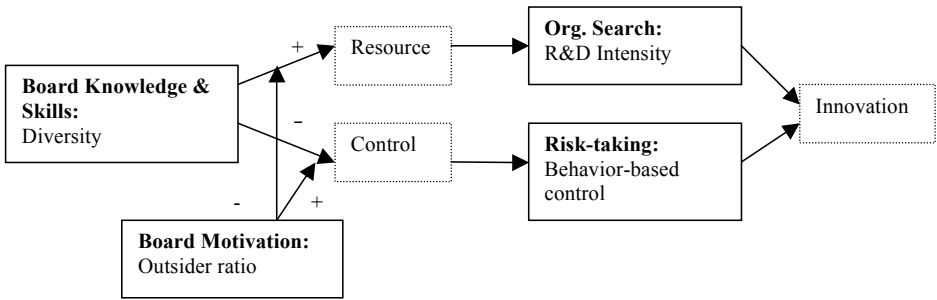 Board Knowledge &
Skills:
Diversity
+
–
Resource
Control
Org. Search:
R&D Intensity
Risk-taking:
Behavior-based
control
Innovation
-
+
Board Motivation:
Outsider ratio